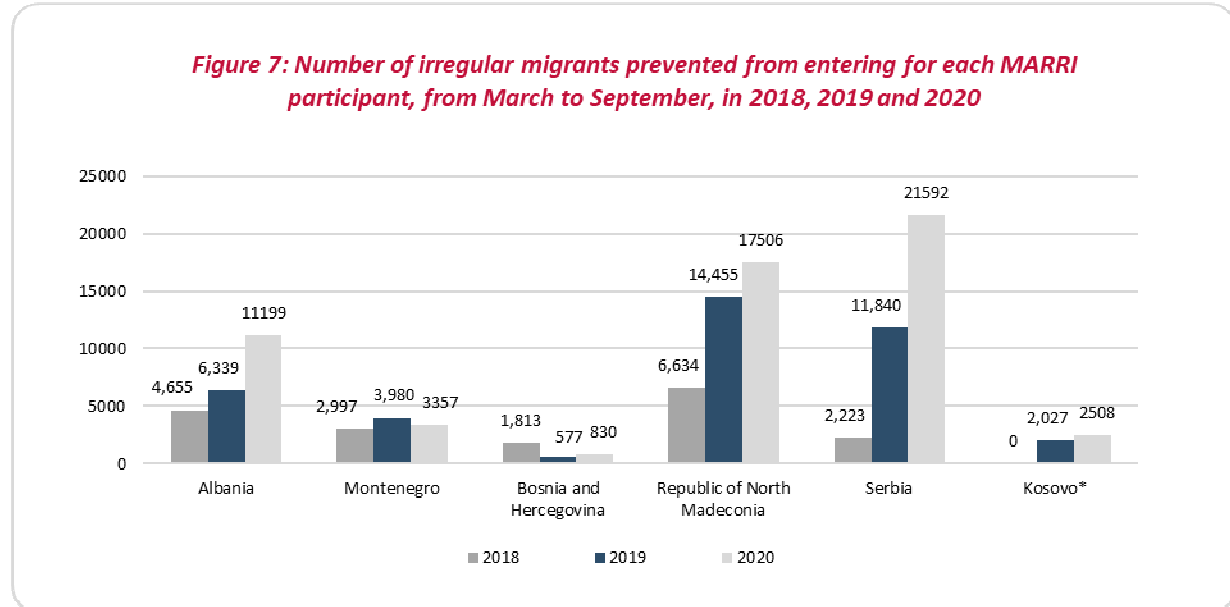 Figure 7: Number of irregular migrants prevented from entering for each MARRI
participant, from March to September, in 2018, 2019 and 2020
25000
20000
15000
10000
5000
0
4,655
6,339
11199
2,997
3,980
3357
1,813
577
830
6,634
14,455
17506
2,223
11,840
21592
0
2,027
2508
Albania
Montenegro
Bosnia and
Hercegovina
Republic of North
Madeconia
Serbia
Kosovo*
2018
2019
2020